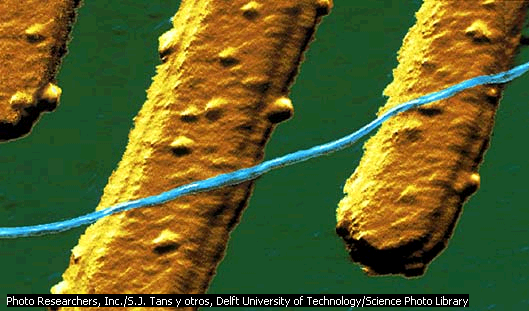 Photo Researchers, Inc./S.J. Tans y otros, Delft University of Technology/Science Photo Library